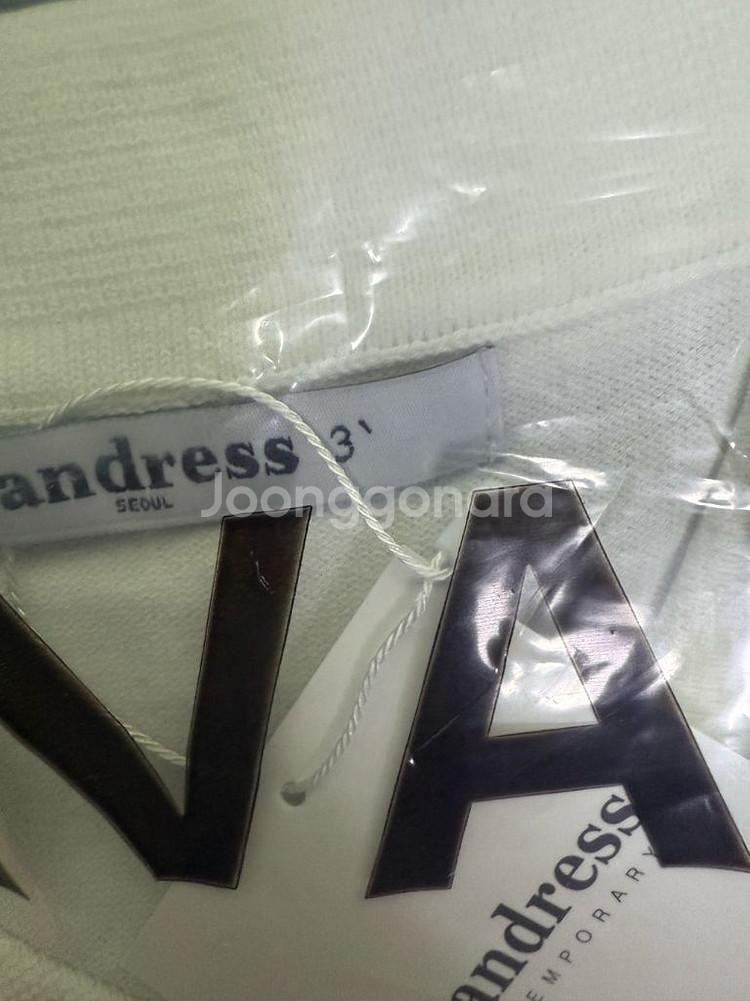 andress 3'
SEOUL
Joonggonara
VA
andress
EMPORARY